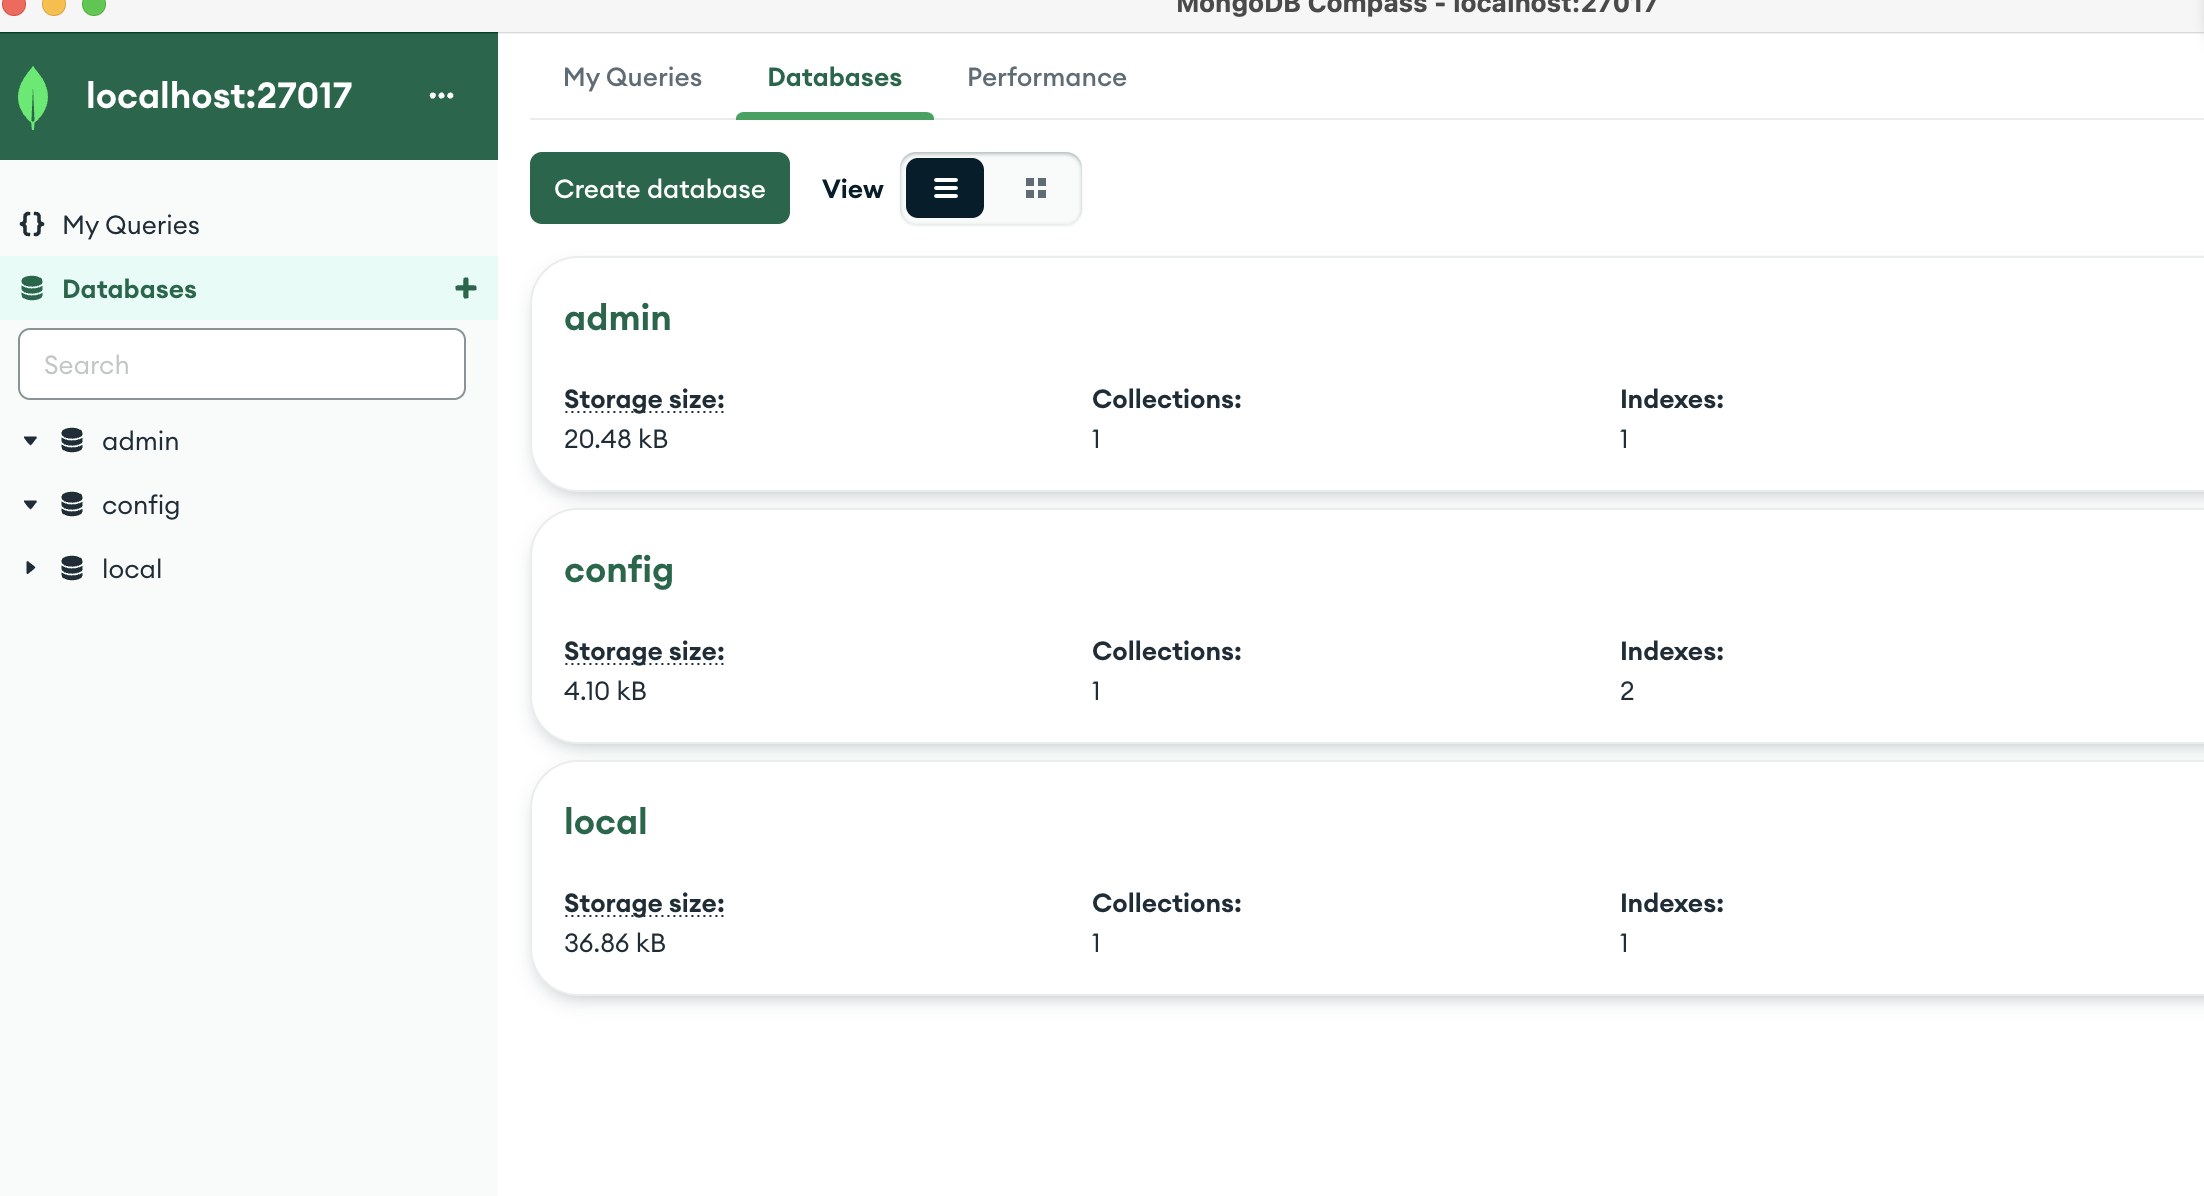 MongoDB Compass - localhost:27017
localhost:27017
My Queries
Databases
Search
admin
config
local
My Queries Databases Performance
Create database View
admin
Storage size: Collections: Indexes:
20.48 kB 1 1
config
Storage size: Collections: Indexes:
4.10 kB 1 2
local
Storage size: Collections: Indexes:
36.86 kB 1 1